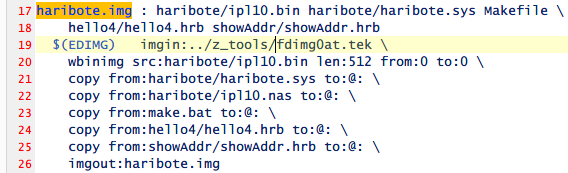 17 haribote.img : haribote/ipl10.bin haribote/haribote.sys Makefile \
18 hello4/hello4.hrb showAddr/showAddr.hrb
19 $(EDIMG) imgin:../z_tools/fdimg0at.tek \
20 wbinimg src:haribote/ipl10.bin len:512 from:0 to:0 \
21 copy from:haribote/haribote.sys to:@: \
22 copy from:haribote/ipl10.nas to:@: \
23 copy from:make.bat to:@: \
24 copy from:hello4/hello4.hrb to:@: \
25 copy from:showAddr/showAddr.hrb to:@: \
26 imgout:haribote.img